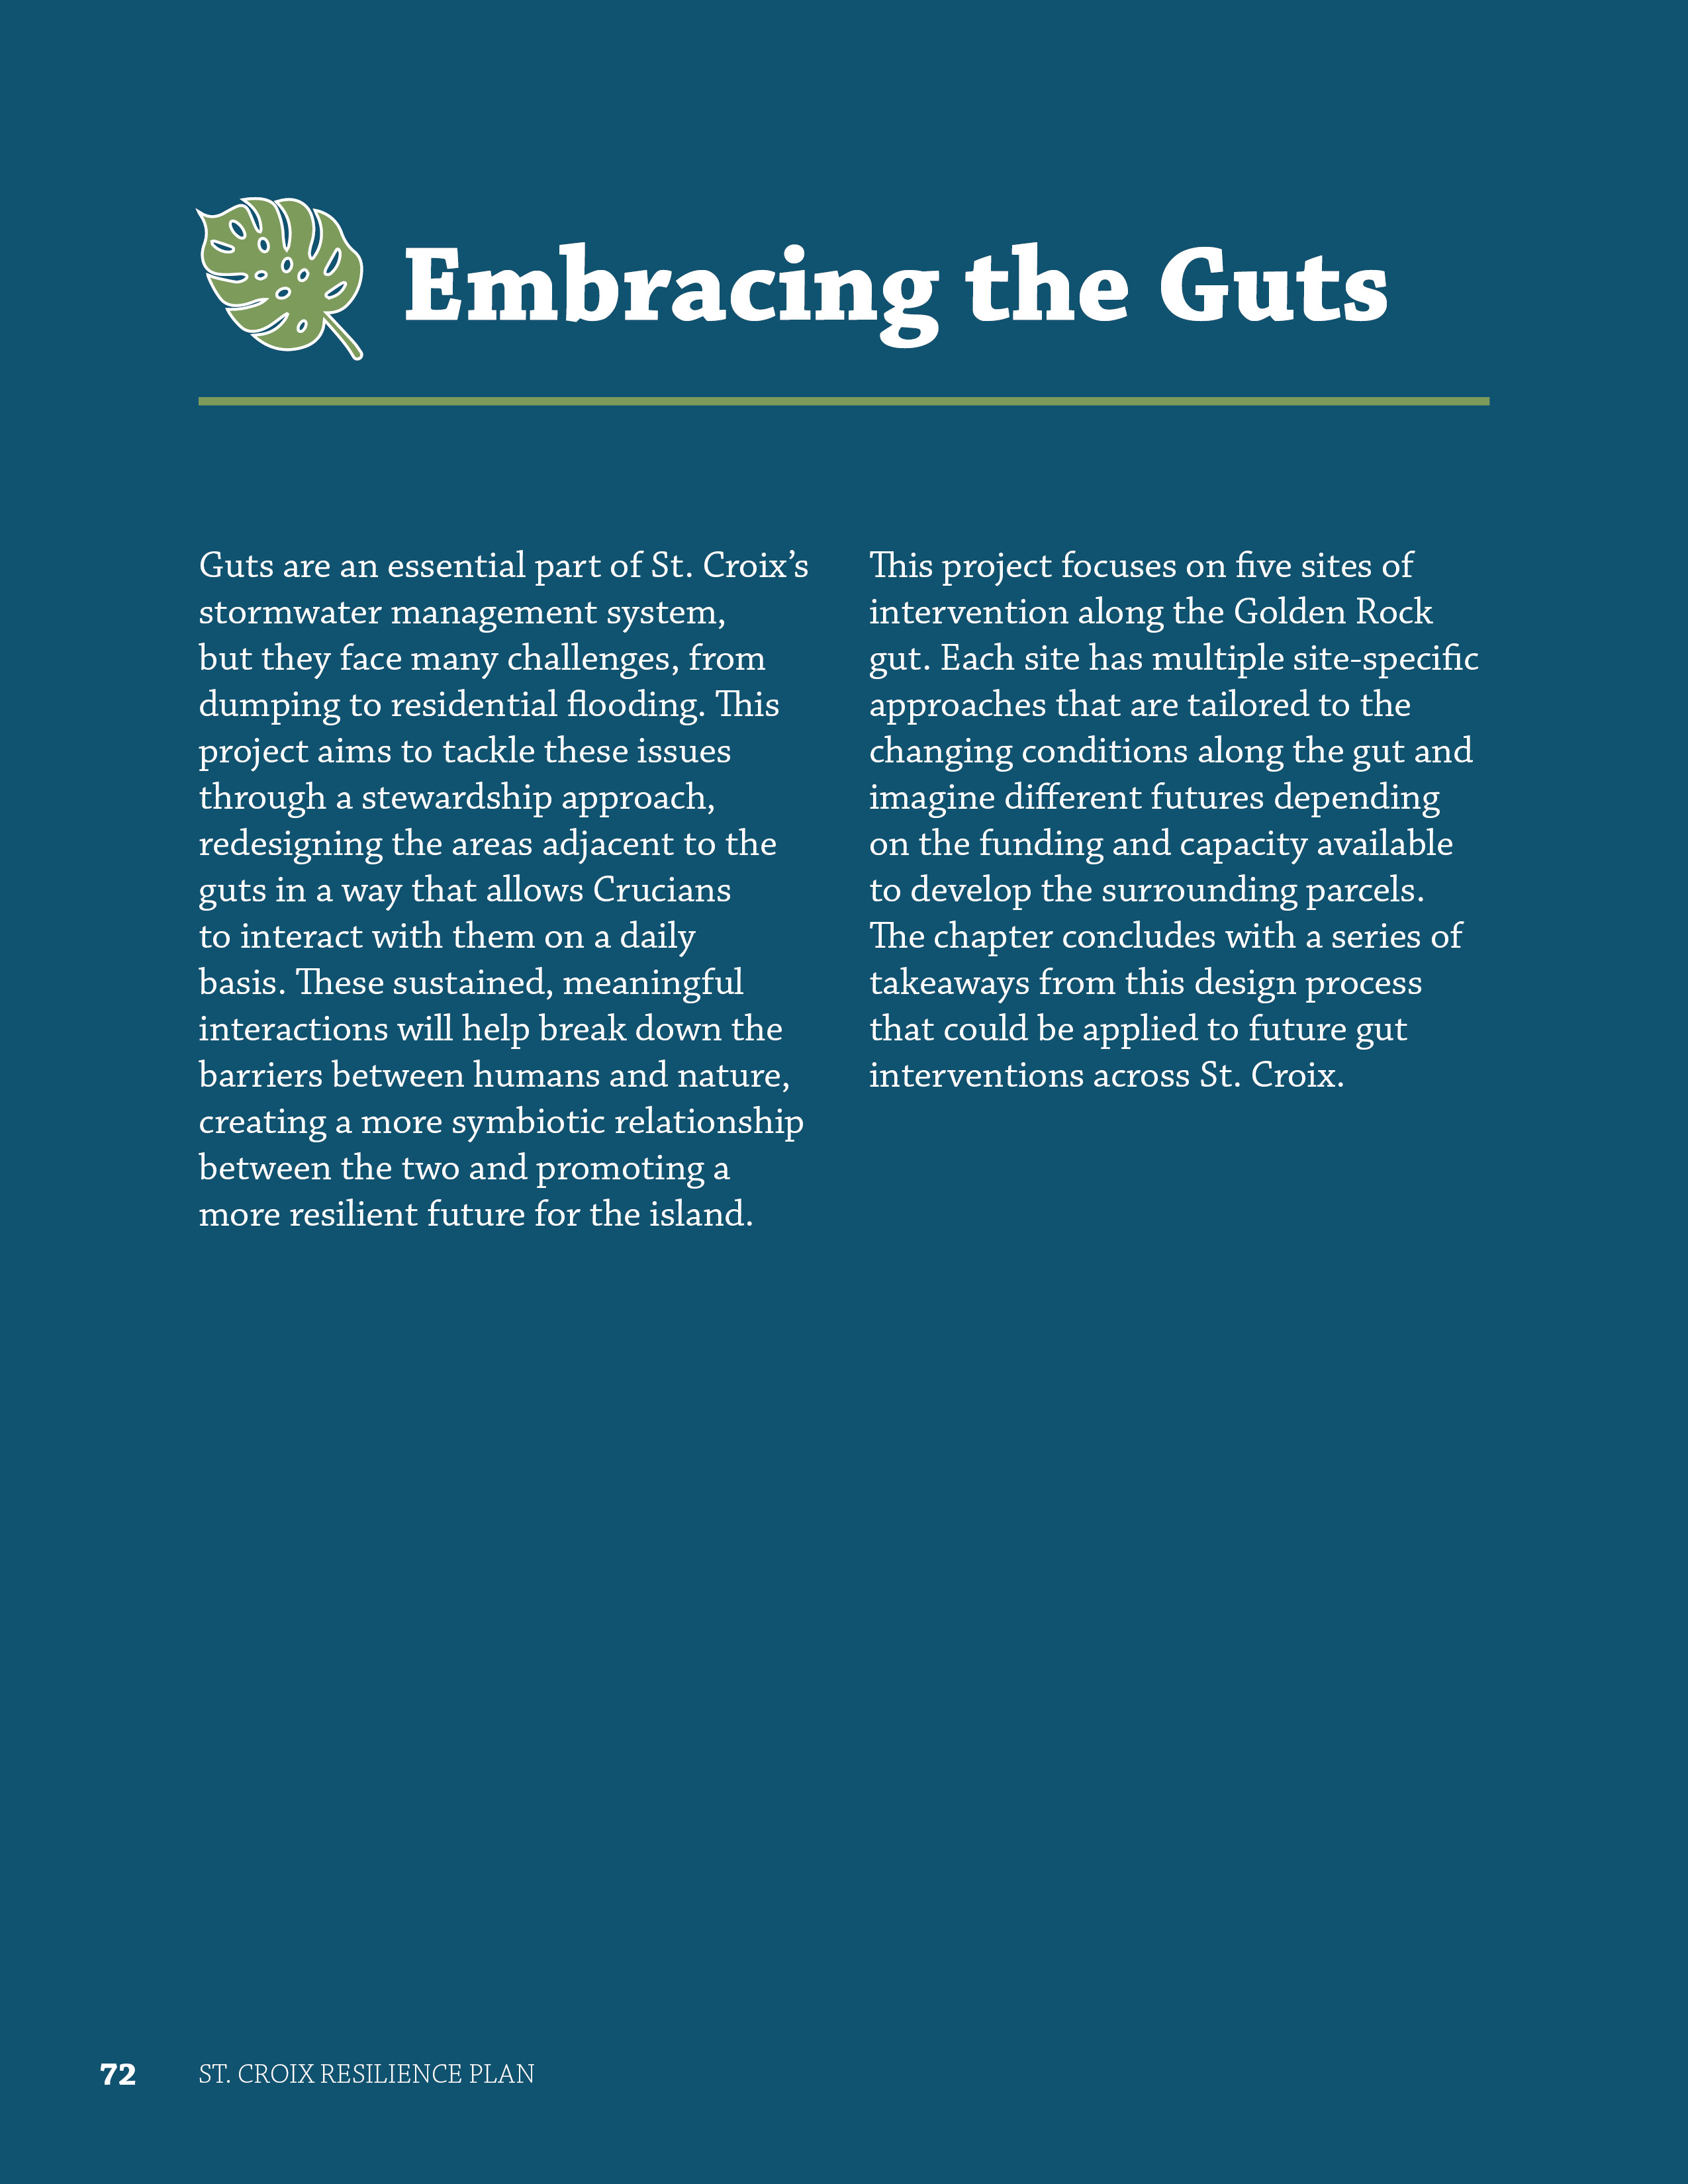 Embracing the Guts
Guts are an essential part of St. Croix’s
stormwater management system,
but they face many challenges, from
dumping to residential flooding. This
project aims to tackle these issues
through a stewardship approach,
redesigning the areas adjacent to the
guts in a way that allows Crucians
to interact with them on a daily
basis. These sustained, meaningful
interactions will help break down the
barriers between humans and nature,
creating a more symbiotic relationship
between the two and promoting a
more resilient future for the island.
This project focuses on five sites of
intervention along the Golden Rock
gut. Each site has multiple site-specific
approaches that are tailored to the
changing conditions along the gut and
imagine different futures depending
on the funding and capacity available
to develop the surrounding parcels.
The chapter concludes with a series of
takeaways from this design process
that could be applied to future gut
interventions across St. Croix.
72 ST. CROIX RESILIENCE PLAN